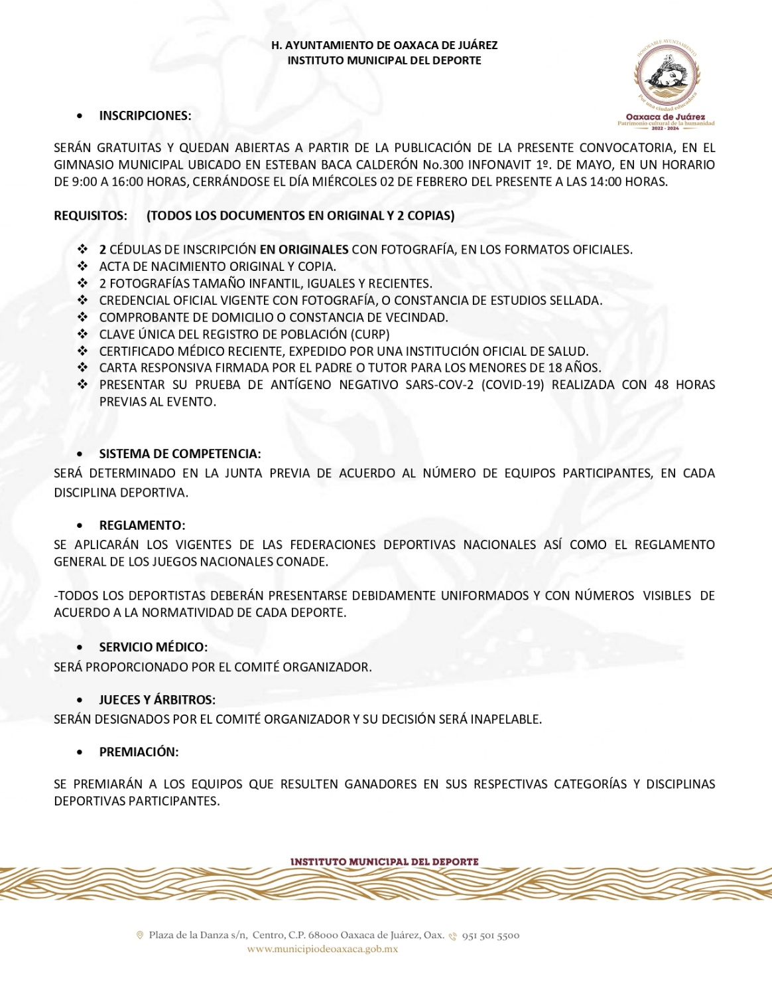 H. AYUNTAMIENTO DE OAXACA DE JUÁREZ
INSTITUTO MUNICIPAL DEL DEPORTE
HONORABLE AYUNTAMIENTO
Por una ciudad educadora
Oaxaca de Juárez
Patrimonio cultural de la humanidad
2022 - 2024
• INSCRIPCIONES:
SERÁN GRATUITAS Y QUEDAN ABIERTAS A PARTIR DE LA PUBLICACIÓN DE LA PRESENTE CONVOCATORIA, EN EL
GIMNASIO MUNICIPAL UBICADO EN ESTEBAN BACA CALDERÓN No.300 INFONAVIT 1º. DE MAYO, EN UN HORARIO
DE 9:00 A 16:00 HORAS, CERRÁNDOSE EL DÍA MIÉRCOLES 02 DE FEBRERO DEL PRESENTE A LAS 14:00 HORAS.
REQUISITOS: (TODOS LOS DOCUMENTOS EN ORIGINAL Y 2 COPIAS)
❖ 2 CÉDULAS DE INSCRIPCIÓN EN ORIGINALES CON FOTOGRAFÍA, EN LOS FORMATOS OFICIALES.
❖ ACTA DE NACIMIENTO ORIGINAL Y COPIA.
❖ 2 FOTOGRAFÍAS TAMAÑO INFANTIL, IGUALES Y RECIENTES.
❖ CREDENCIAL OFICIAL VIGENTE CON FOTOGRAFÍA, O CONSTANCIA DE ESTUDIOS SELLADA.
❖ COMPROBANTE DE DOMICILIO O CONSTANCIA DE VECINDAD.
❖ CLAVE ÚNICA DEL REGISTRO DE POBLACIÓN (CURP)
❖ CERTIFICADO MÉDICO RECIENTE, EXPEDIDO POR UNA INSTITUCIÓN OFICIAL DE SALUD.
❖ CARTA RESPONSIVA FIRMADA POR EL PADRE O TUTOR PARA LOS MENORES DE 18 AÑOS.
❖ PRESENTAR SU PRUEBA DE ANTÍGENO NEGATIVO SARS-COV-2 (COVID-19) REALIZADA CON 48 HORAS
PREVIAS AL EVENTO.
• SISTEMA DE COMPETENCIA:
SERÁ DETERMINADO EN LA JUNTA PREVIA DE ACUERDO AL NÚMERO DE EQUIPOS PARTICIPANTES, EN CADA
DISCIPLINA DEPORTIVA.
• REGLAMENTO:
SE APLICARÁN LOS VIGENTES DE LAS FEDERACIONES DEPORTIVAS NACIONALES ASÍ COMO EL REGLAMENTO
GENERAL DE LOS JUEGOS NACIONALES CONADE.
-TODOS LOS DEPORTISTAS DEBERÁN PRESENTARSE DEBIDAMENTE UNIFORMADOS Y CON NÚMEROS VISIBLES DE
ACUERDO A LA NORMATIVIDAD DE CADA DEPORTE.
• SERVICIO MÉDICO:
SERÁ PROPORCIONADO POR EL COMITÉ ORGANIZADOR.
• JUECES Y ÁRBITROS:
SERÁN DESIGNADOS POR EL COMITÉ ORGANIZADOR Y SU DECISIÓN SERÁ INAPELABLE.
• PREMIACIÓN:
SE PREMIARÁN A LOS EQUIPOS QUE RESULTEN GANADORES EN SUS RESPECTIVAS CATEGORÍAS Y DISCIPLINAS
DEPORTIVAS PARTICIPANTES.
INSTITUTO MUNICIPAL DEL DEPORTE
Plaza de la Danza s/n, Centro, C.P. 68000 Oaxaca de Juárez, Oax. 951 501 5500
www.municipiodeoaxaca.gob.mx